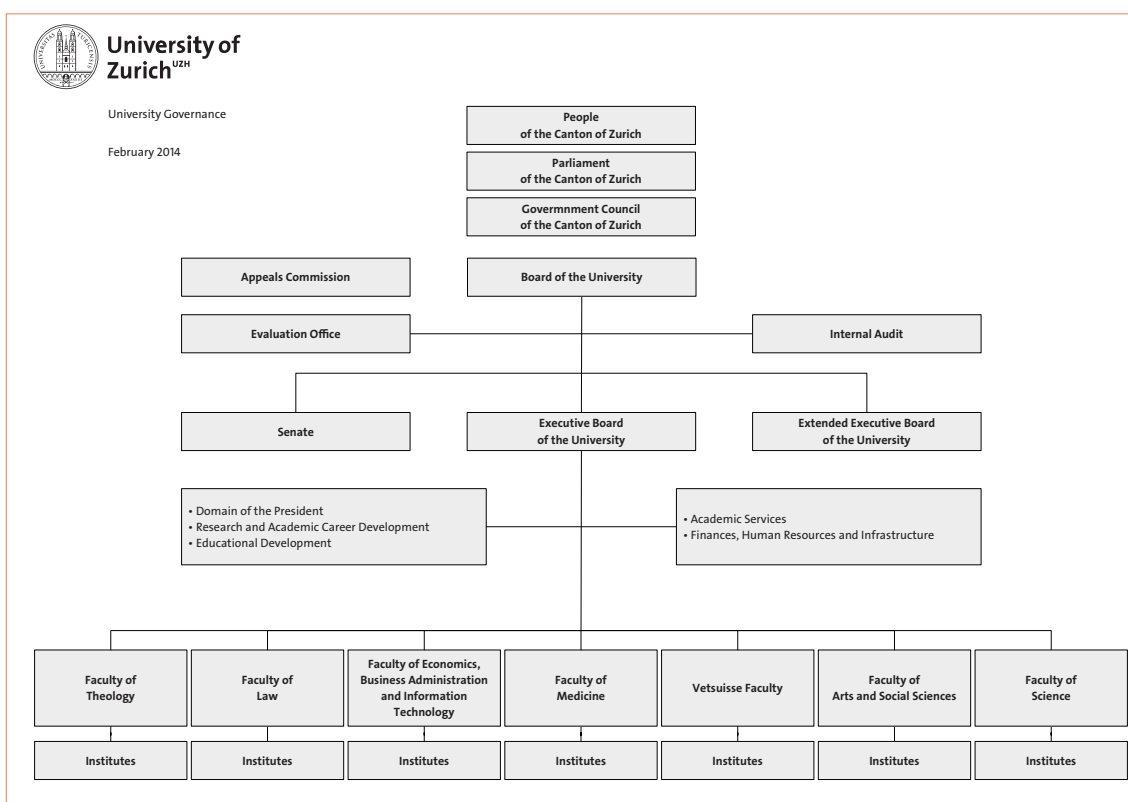 UNIVERSITAS TURICENSIS
University of
Zurich UZH
University Governance
February 2014
People
of the Canton of Zurich
Parliament
of the Canton of Zurich
Govermnment Council
of the Canton of Zurich
Appeals Commission
Board of the University
Evaluation Office
Internal Audit
Senate
Executive Board
of the University
Extended Executive Board
of the University
• Domain of the President
• Research and Academic Career Development
• Educational Development
• Academic Services
• Finances, Human Resources and Infrastructure
Faculty of
Theology
Faculty of
Law
Faculty of Economics,
Business Administration
and Information
Technology
Faculty of
Medicine
Vetsuisse Faculty
Faculty of
Arts and Social Sciences
Faculty of
Science
Institutes
Institutes
Institutes
Institutes
Institutes
Institutes
Institutes